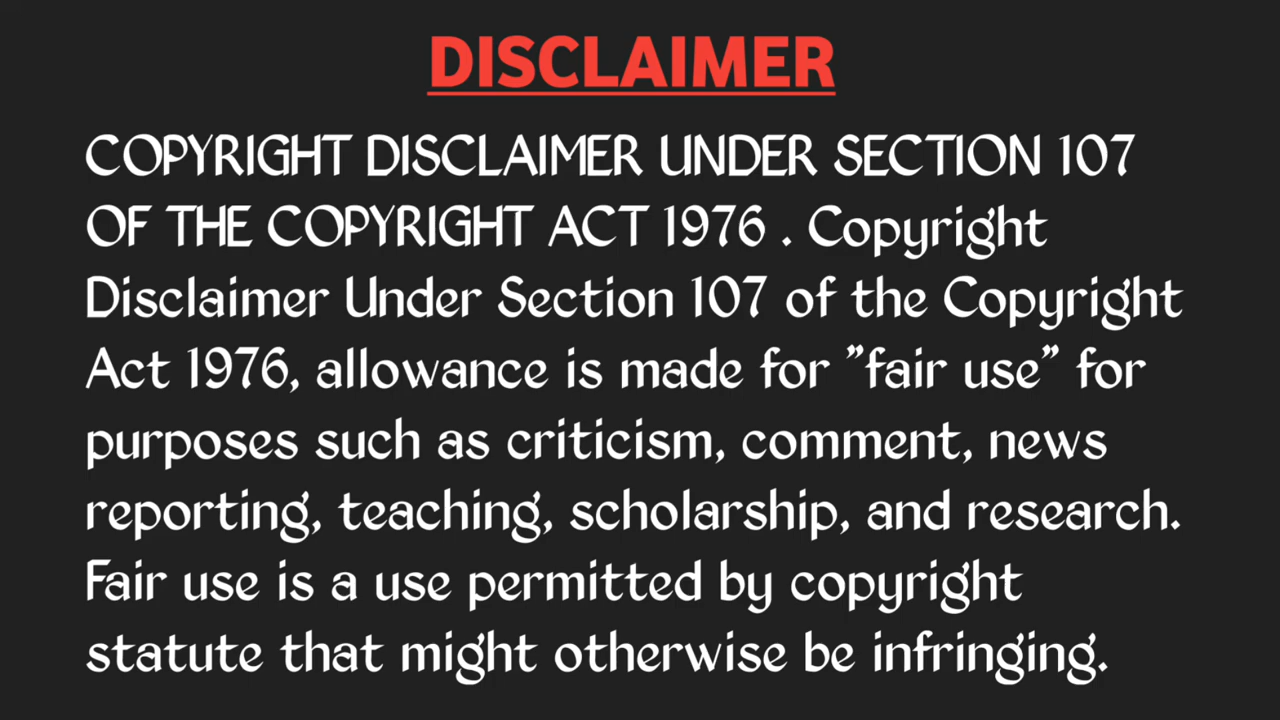 DISCLAIMER
COPYRIGHT DISCLAIMER UNDER SECTION 107
OF THE COPYRIGHT ACT 1976 . Copyright
Disclaimer Under Section 107 of the Copyright
Act 1976, allowance is made for ”fair use” for
purposes such as criticism, comment, news
reporting, teaching, scholarship, and research.
Fair use is a use permitted by copyright
statute that might otherwise be infringing.